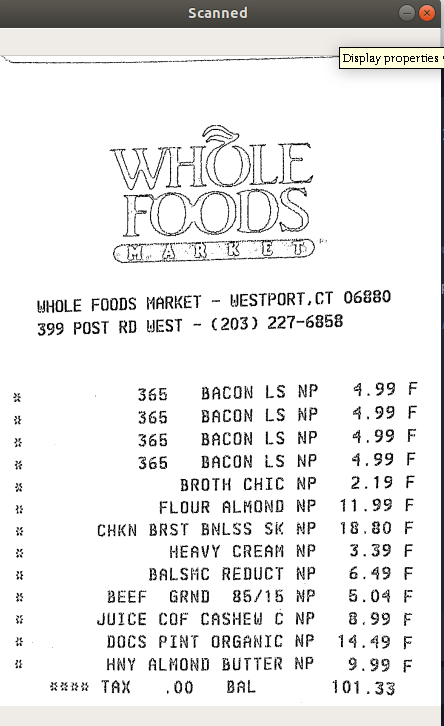 Scanned
Display properties
WHOLE
FOODS
MARKET
WHOLE FOODS MARKET - WESTPORT,CT 06880
399 POST RD WEST - (203) 227-6858
* 365 BACON LS NP 4.99 F
* 365 BACON LS NP 4.99 F
* 365 BACON LS NP 4.99 F
* 365 BACON LS NP 4.99 F
* BROTH CHIC NP 2.19 F
* FLOUR ALMOND NP 11.99 F
* CHKN BRST BNLSS SK NP 18.80 F
* HEAVY CREAM NP 3.39 F
* BALSMC REDUCT NP 6.49 F
* BEEF GRND 85/15 NP 5.04 F
* JUICE COF CASHEW C NP 8.99 F
* DOCS PINT ORGANIC NP 14.49 F
* HNY ALMOND BUTTER NP 9.99 F
**** TAX .00 BAL 101.33